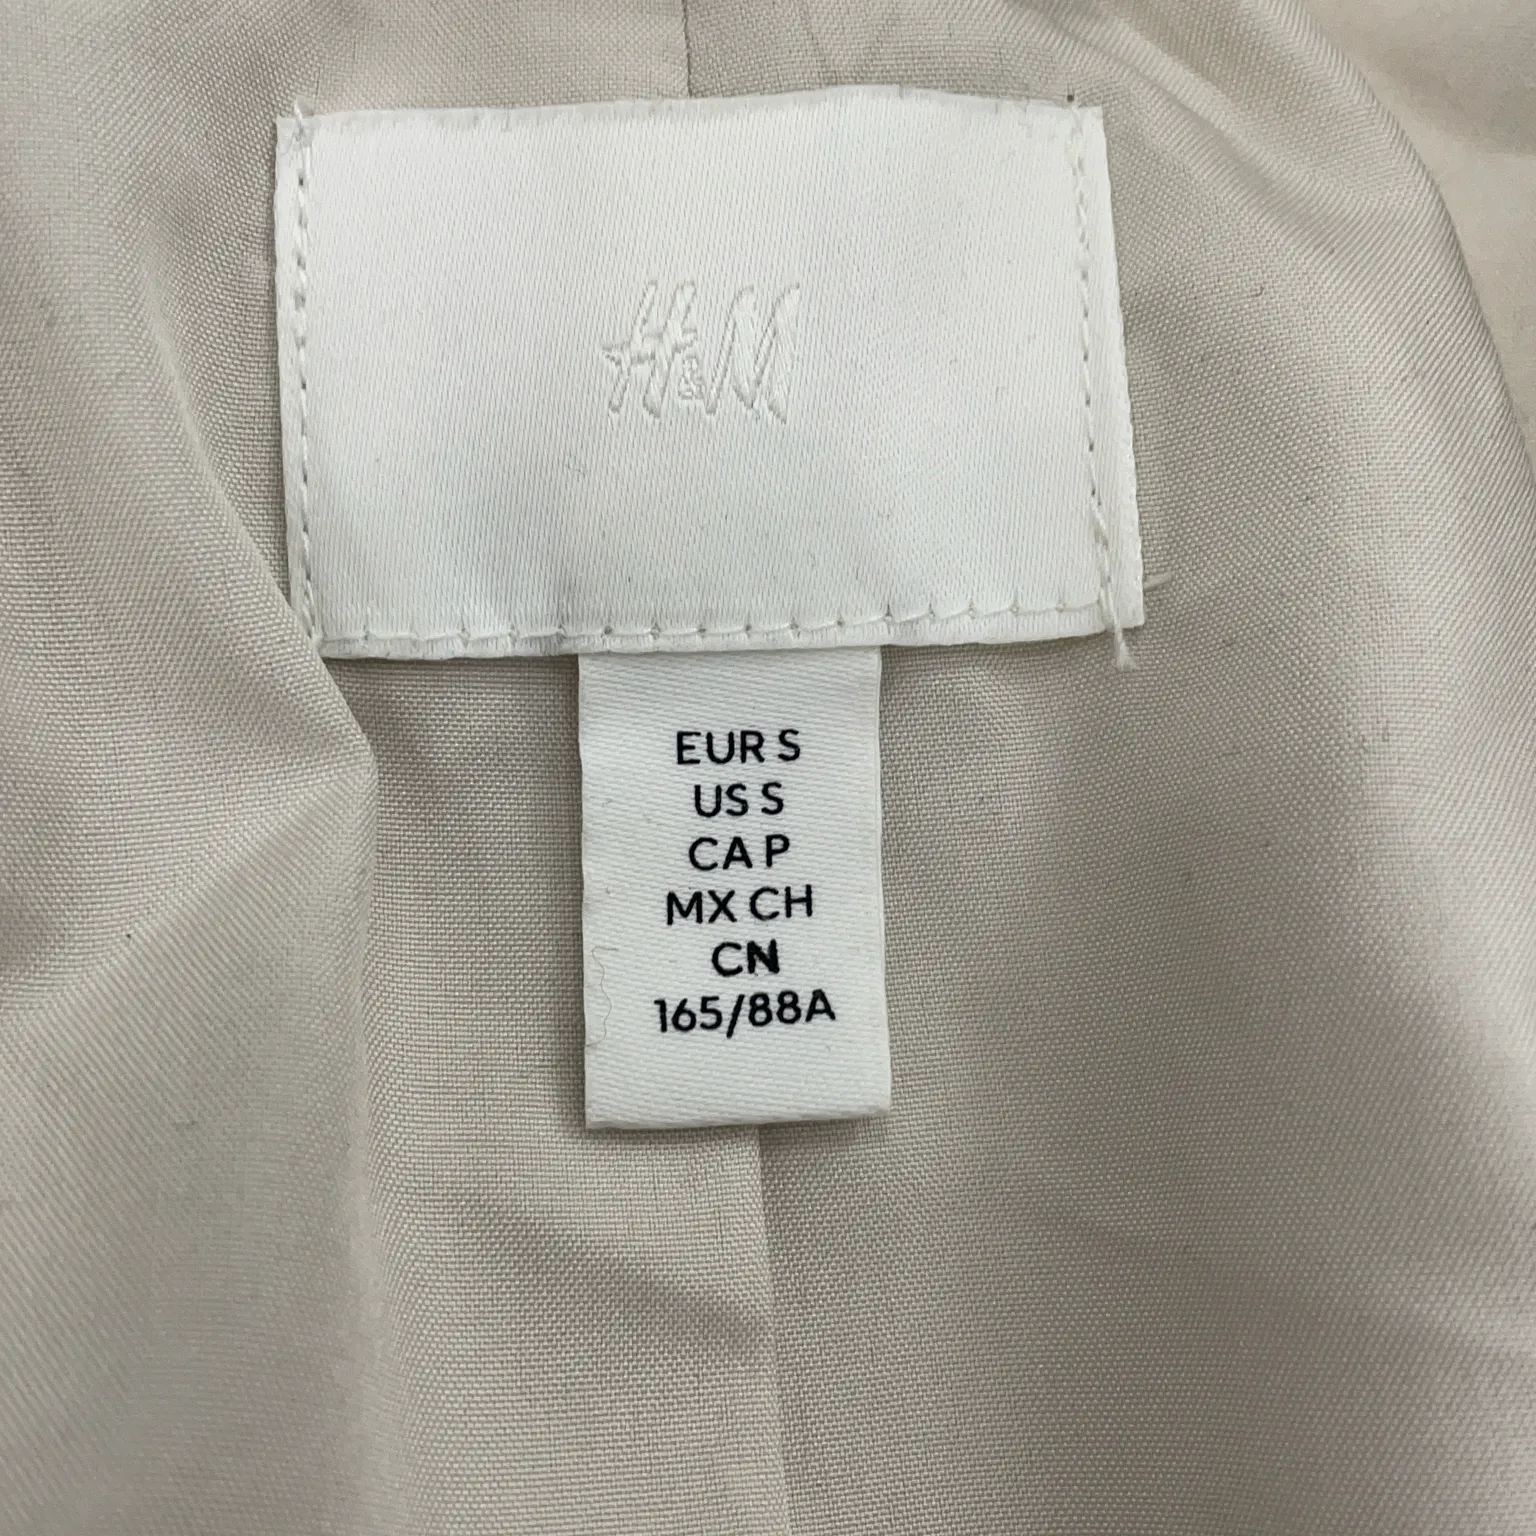 H&M
EUR S
US S
CA P
MX CH
CN
165/88A